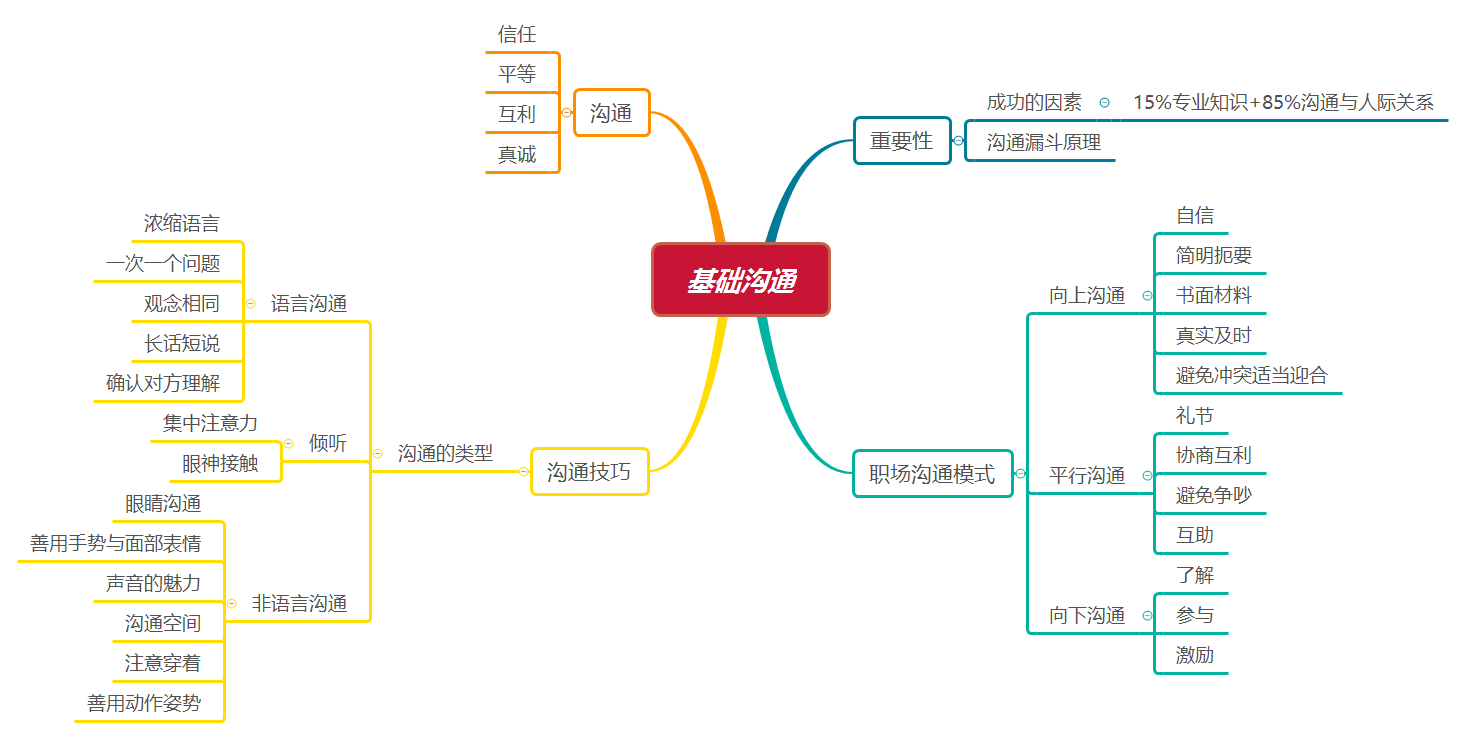 基础沟通
重要性
成功的因素
15%专业知识+85%沟通与人际关系
沟通漏斗原理
职场沟通模式
向上沟通
自信
简明扼要
书面材料
真实及时
避免冲突适当迎合
平行沟通
礼节
协商互利
避免争吵
互助
向下沟通
了解
参与
激励
沟通
信任
平等
互利
真诚
沟通技巧
沟通的类型
语言沟通
浓缩语言
一次一个问题
观念相同
长话短说
确认对方理解
倾听
集中注意力
眼神接触
非语言沟通
眼睛沟通
善用手势与面部表情
声音的魅力
沟通空间
注意穿着
善用动作姿势